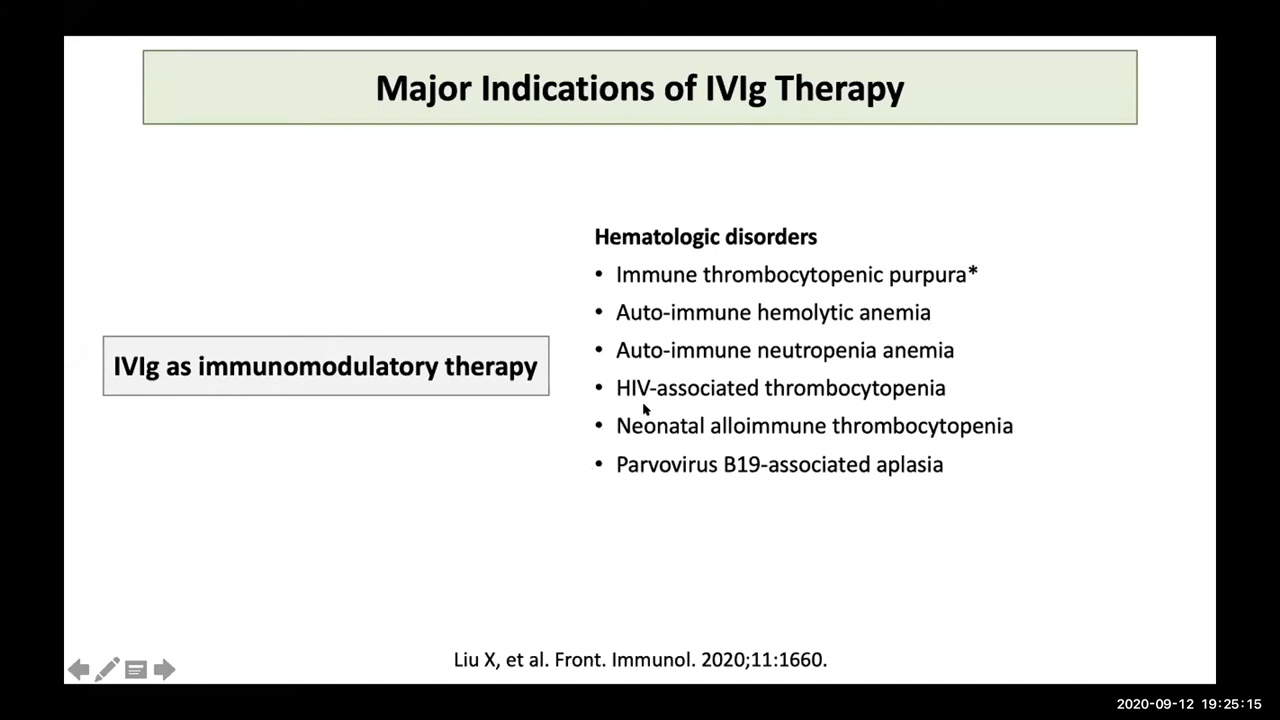 Major Indications of IVIg Therapy
IVIg as immunomodulatory therapy
Hematologic disorders
• Immune thrombocytopenic purpura*
• Auto-immune hemolytic anemia
• Auto-immune neutropenia anemia
• HIV-associated thrombocytopenia
• Neonatal alloimmune thrombocytopenia
• Parvovirus B19-associated aplasia
Liu X, et al. Front. Immunol. 2020;11:1660.
2020-09-12 19:25:15